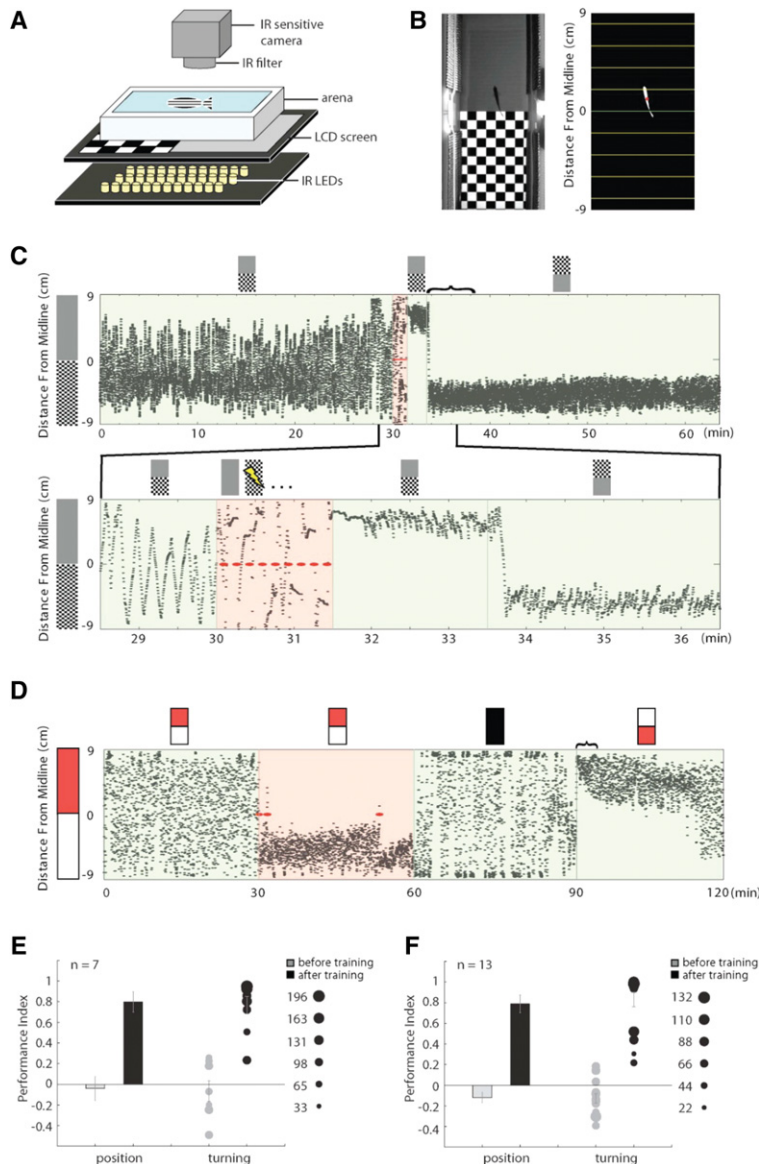 A
IR sensitive
camera
IR filter
arena
LCD screen
IR LEDs
B
Distance From Midline (cm)
9
0
-9
C
Distance From Midline (cm)
9
0
-9
0 10 20 30 40 50 60 (min)
...
Distance From Midline (cm)
9
0
-9
29 30 31 32 33 34 35 36 (min)
D
Distance From Midline (cm)
9
0
-9
0 30 60 90 120 (min)
E
n = 7
before training
after training
Performance Index
1
0.8
0.6
0.4
0.2
0
-0.2
-0.4
196
163
131
98
65
33
position turning
F
n = 13
before training
after training
Performance Index
1
0.8
0.6
0.4
0.2
0
-0.2
-0.4
132
110
88
66
44
22
position turning